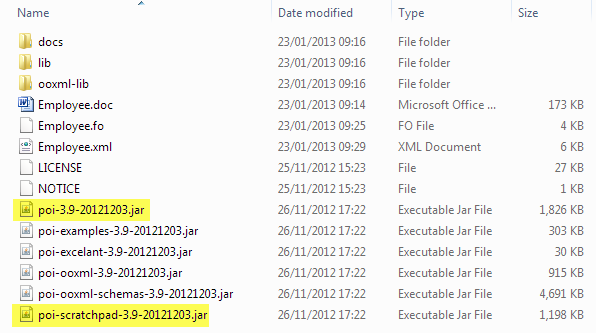 Name Date modified Type Size
docs 23/01/2013 09:16 File folder
lib 23/01/2013 09:16 File folder
ooxml-lib 23/01/2013 09:16 File folder
Employee.doc 23/01/2013 09:14 Microsoft Office ... 173 KB
Employee.fo 23/01/2013 09:25 FO File 4 KB
Employee.xml 23/01/2013 09:29 XML Document 6 KB
LICENSE 25/11/2012 15:23 File 27 KB
NOTICE 25/11/2012 15:23 File 1 KB
poi-3.9-20121203.jar 26/11/2012 17:22 Executable Jar File 1,826 KB
poi-examples-3.9-20121203.jar 26/11/2012 17:22 Executable Jar File 303 KB
poi-excelant-3.9-20121203.jar 26/11/2012 17:22 Executable Jar File 30 KB
poi-ooxml-3.9-20121203.jar 26/11/2012 17:22 Executable Jar File 915 KB
poi-ooxml-schemas-3.9-20121203.jar 26/11/2012 17:22 Executable Jar File 4,691 KB
poi-scratchpad-3.9-20121203.jar 26/11/2012 17:22 Executable Jar File 1,198 KB